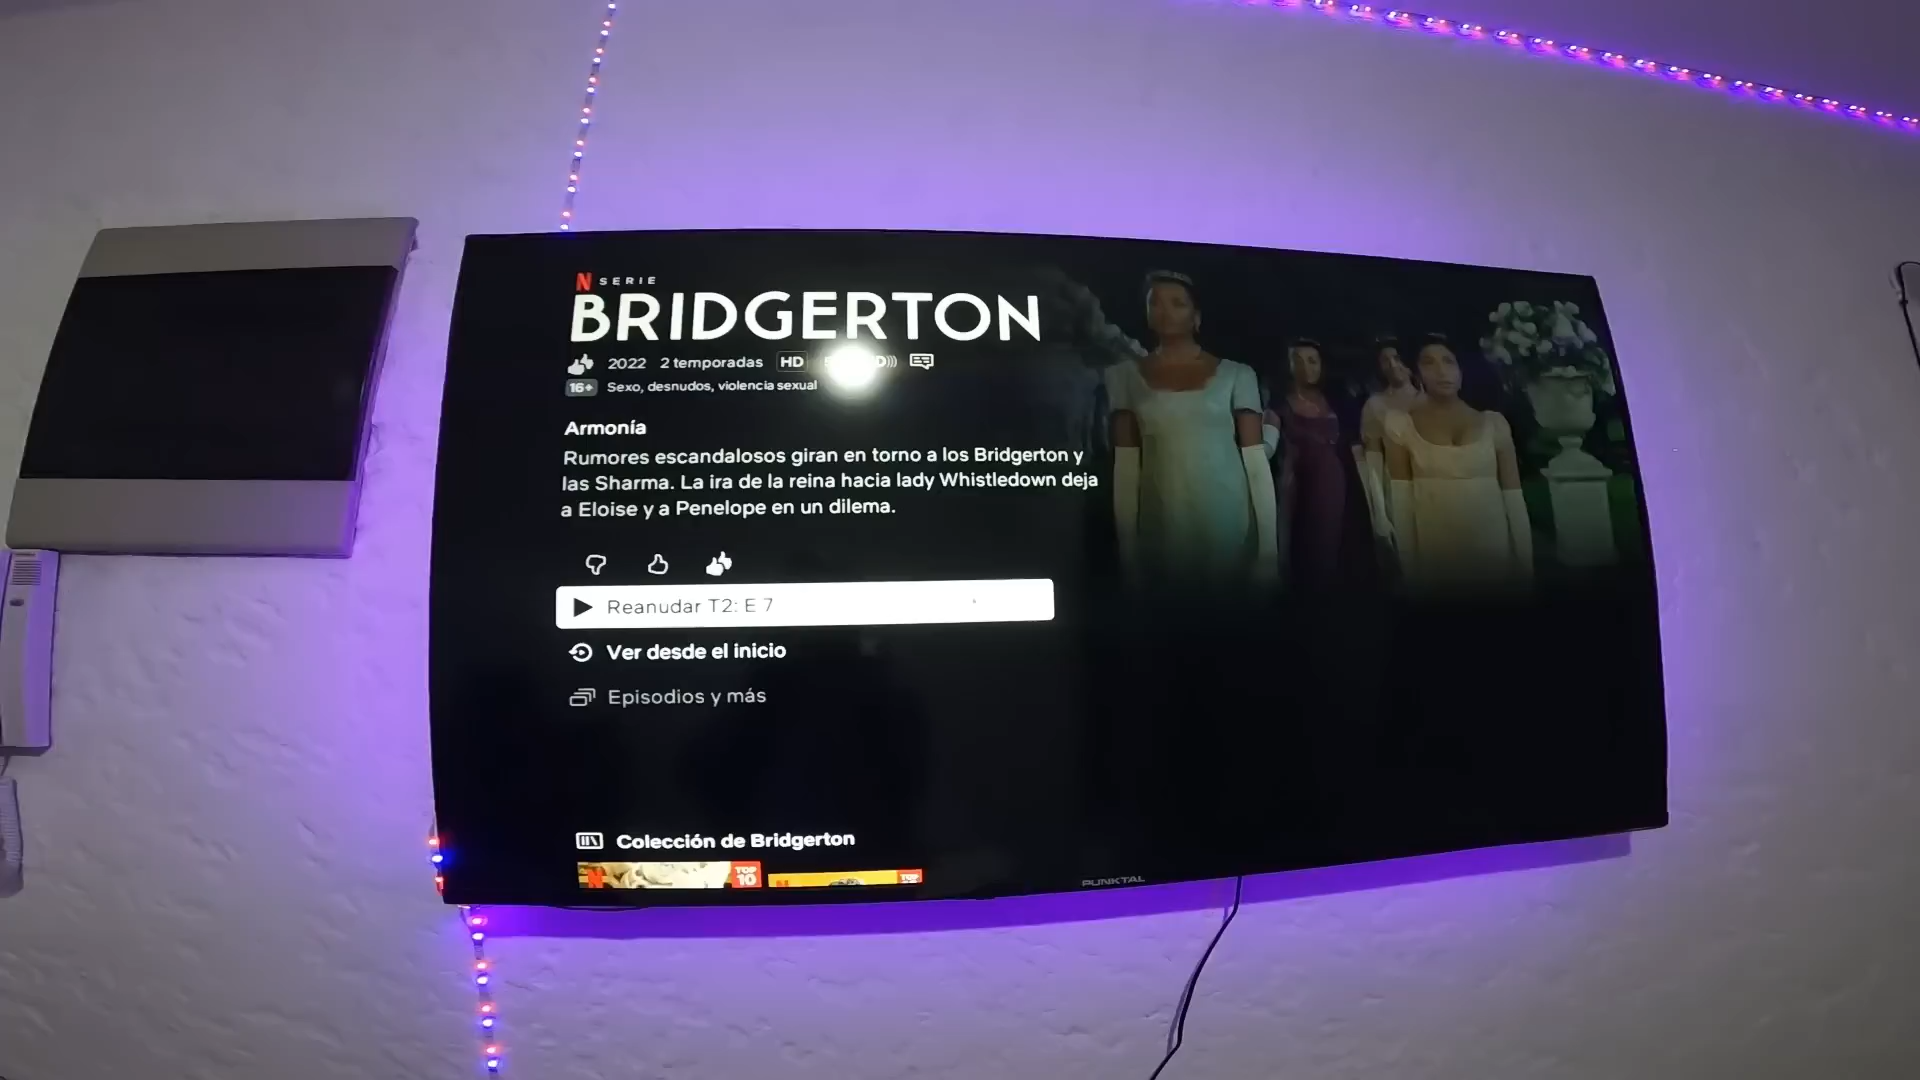 N SERIE
BRIDGERTON
2022 2 temporadas HD
16+ Sexo, desnudos, violencia sexual
Armonía
Rumores escandalosos giran en torno a los Bridgerton y
las Sharma. La ira de la reina hacia lady Whistledown deja
a Eloise y a Penelope en un dilema.
Reanudar T2: E 7
Ver desde el inicio
Episodios y más
Colección de Bridgerton
N TOP 10
N TOP
PUNKTAL